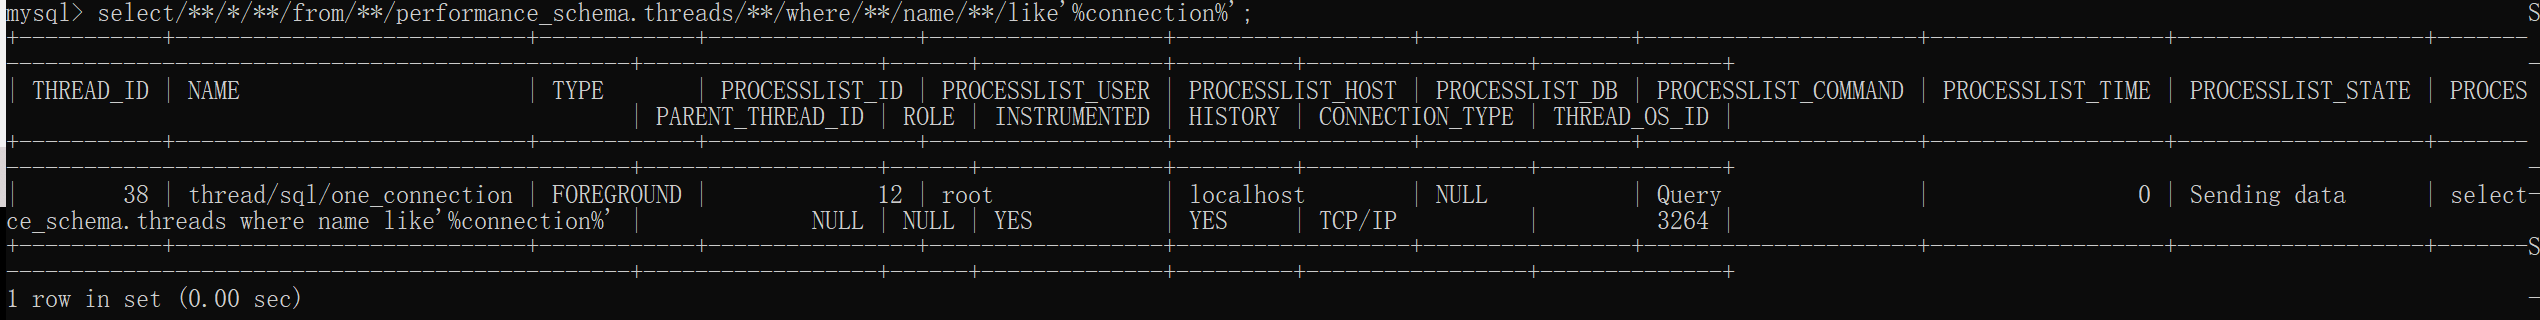 mysql> select/**/*/**/from/**/performance_schema.threads/**/where/**/name/**/like'%connection%'; S
+-----------+----------------------------+------------+----------------+-------------------+------------------+----------------+---------------------+------------------+-------------------+-------
------------------------------------------------+-------------------+------+--------------+---------+-----------------+--------------+
| THREAD_ID | NAME | TYPE | PROCESSLIST_ID | PROCESSLIST_USER | PROCESSLIST_HOST | PROCESSLIST_DB | PROCESSLIST_COMMAND | PROCESSLIST_TIME | PROCESSLIST_STATE | PROCES
| PARENT_THREAD_ID | ROLE | INSTRUMENTED | HISTORY | CONNECTION_TYPE | THREAD_OS_ID |
+-----------+----------------------------+------------+----------------+-------------------+------------------+----------------+---------------------+------------------+-------------------+-------
------------------------------------------------+-------------------+------+--------------+---------+-----------------+--------------+
| 38 | thread/sql/one_connection | FOREGROUND | 12 | root | localhost | NULL | Query | 0 | Sending data | select
ce_schema.threads where name like'%connection%' | NULL | NULL | YES | YES | TCP/IP | 3264 |
+-----------+----------------------------+------------+----------------+-------------------+------------------+----------------+---------------------+------------------+-------------------+-------S
------------------------------------------------+-------------------+------+--------------+---------+-----------------+--------------+
1 row in set (0.00 sec)